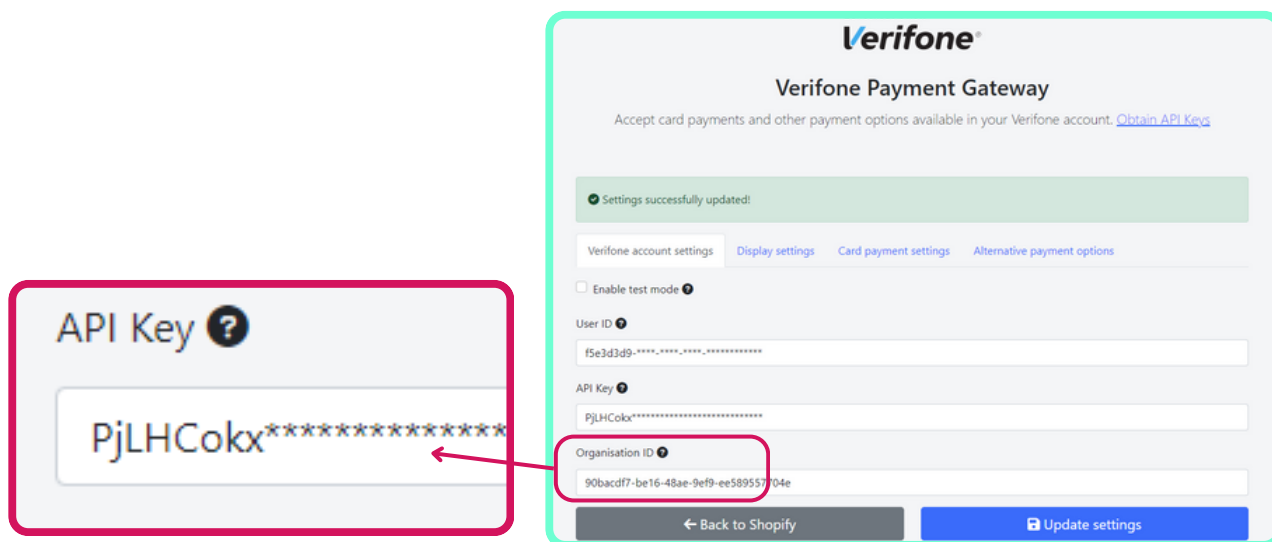 Verifone®
Verifone Payment Gateway
Accept card payments and other payment options available in your Verifone account. Obtain API Keys
Settings successfully updated!
Verifone account settings Display settings Card payment settings Alternative payment options
Enable test mode ?
User ID ?
f5e3d3d9-****-****-****-************
API Key ?
PjLHCokx****************************
Organisation ID ?
90bacdf7-be16-48ae-9ef9-ee589557704e
← Back to Shopify
Update settings
API Key ?
PjLHCokx**************